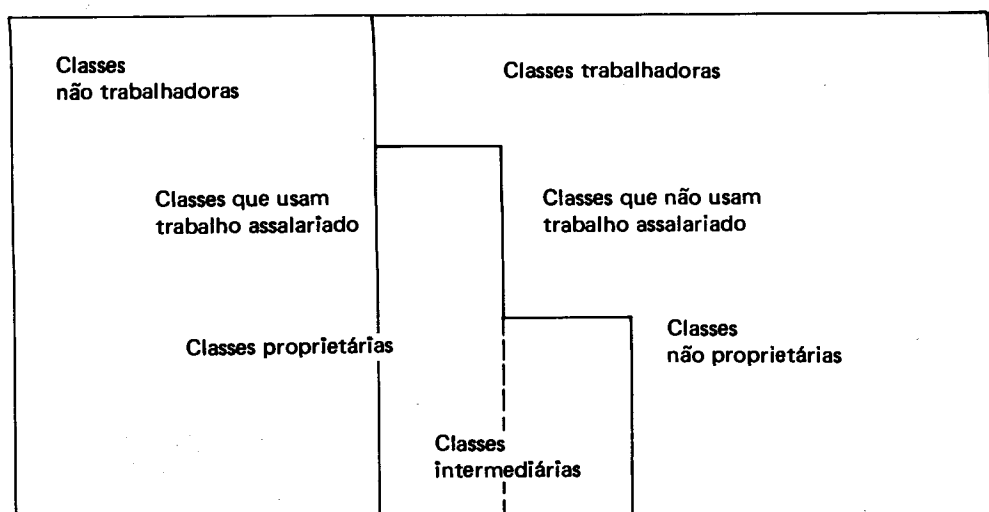 Classes
não trabalhadoras
Classes trabalhadoras
Classes que usam
trabalho assalariado
Classes que não usam
trabalho assalariado
Classes proprietárias
Classes
não proprietárias
Classes
intermediárias